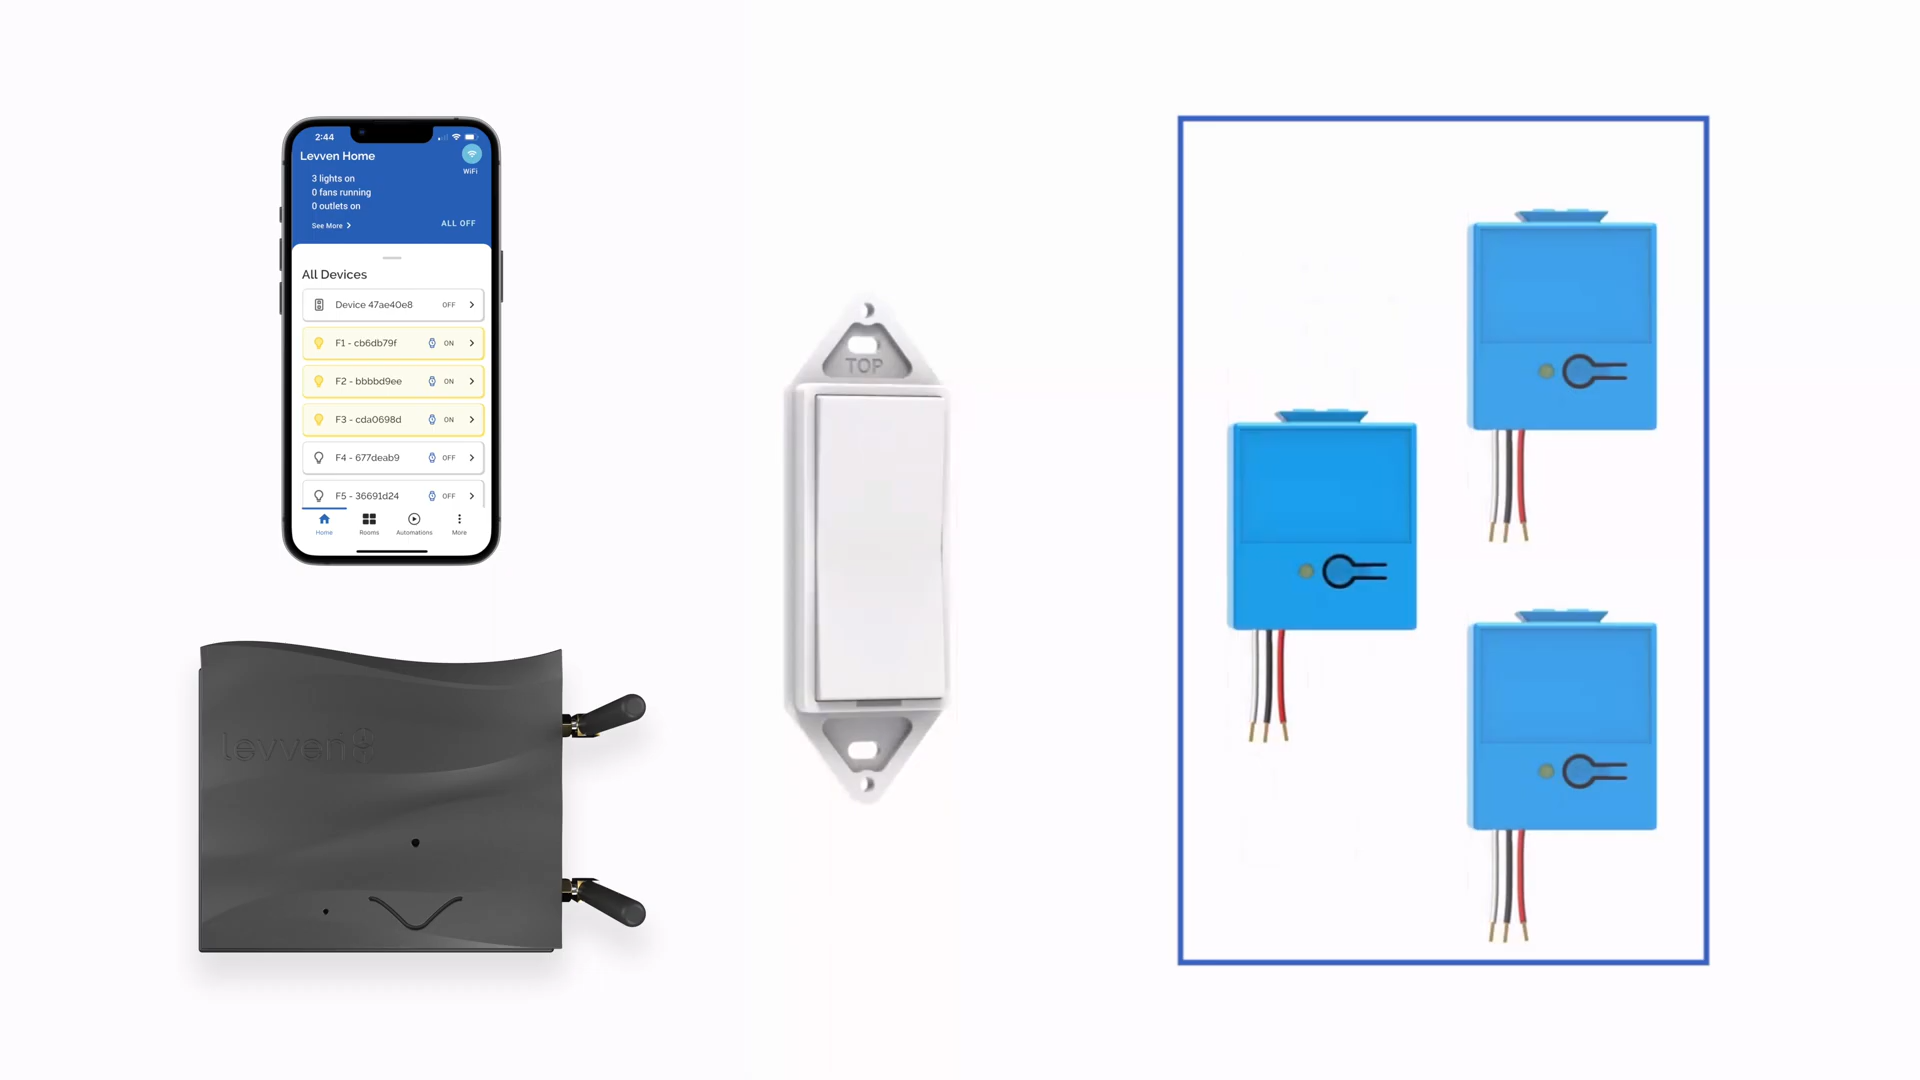 2:44
Levven Home
WiFi
3 lights on
0 fans running
0 outlets on
See More
ALL OFF
All Devices
Device 47ae40e8 OFF
F1 - cb6db79f ON
F2 - bbbbd9ee ON
F3 - cda0698d ON
F4 - 677deab9 OFF
F5 - 36691d24 OFF
Home Rooms Automations More
levven
TOP